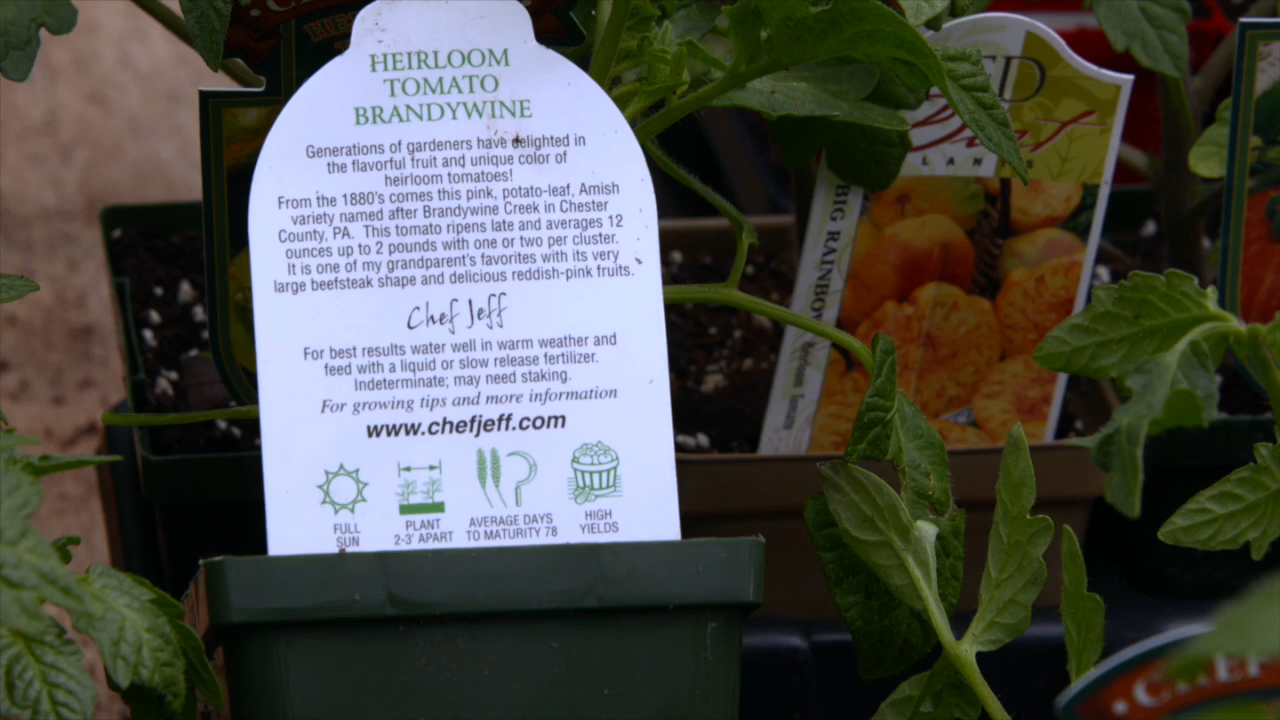 HEIRLOOM
TOMATO
BRANDYWINE
Generations of gardeners have delighted in
the flavorful fruit and unique color of
heirloom tomatoes!
From the 1880's comes this pink, potato-leaf, Amish
variety named after Brandywine Creek in Chester
County, PA. This tomato ripens late and averages 12
ounces up to 2 pounds with one or two per cluster.
It is one of my grandparent's favorites with its very
large beefsteak shape and delicious reddish-pink fruits.
Chef Jeff
For best results water well in warm weather and
feed with a liquid or slow release fertilizer.
Indeterminate; may need staking.
For growing tips and more information
www.chefjeff.com
FULL
SUN
PLANT
2-3' APART
AVERAGE DAYS
TO MATURITY 78
HIGH
YIELDS
BIG RAINBOW
Heirloom Tomato